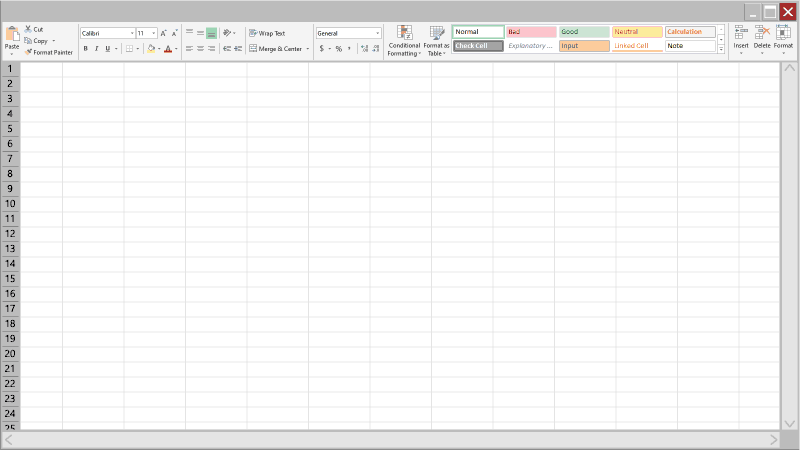 Cut
Copy
Format Painter
Paste
Calibri 11 A A
B I U A
Wrap Text
Merge & Center
General
$ % ,
Conditional Formatting
Format as Table
Normal Bad Good Neutral Calculation
Check Cell Explanatory ... Input Linked Cell Note
Insert Delete Format
1
2
3
4
5
6
7
8
9
10
11
12
13
14
15
16
17
18
19
20
21
22
23
24
25